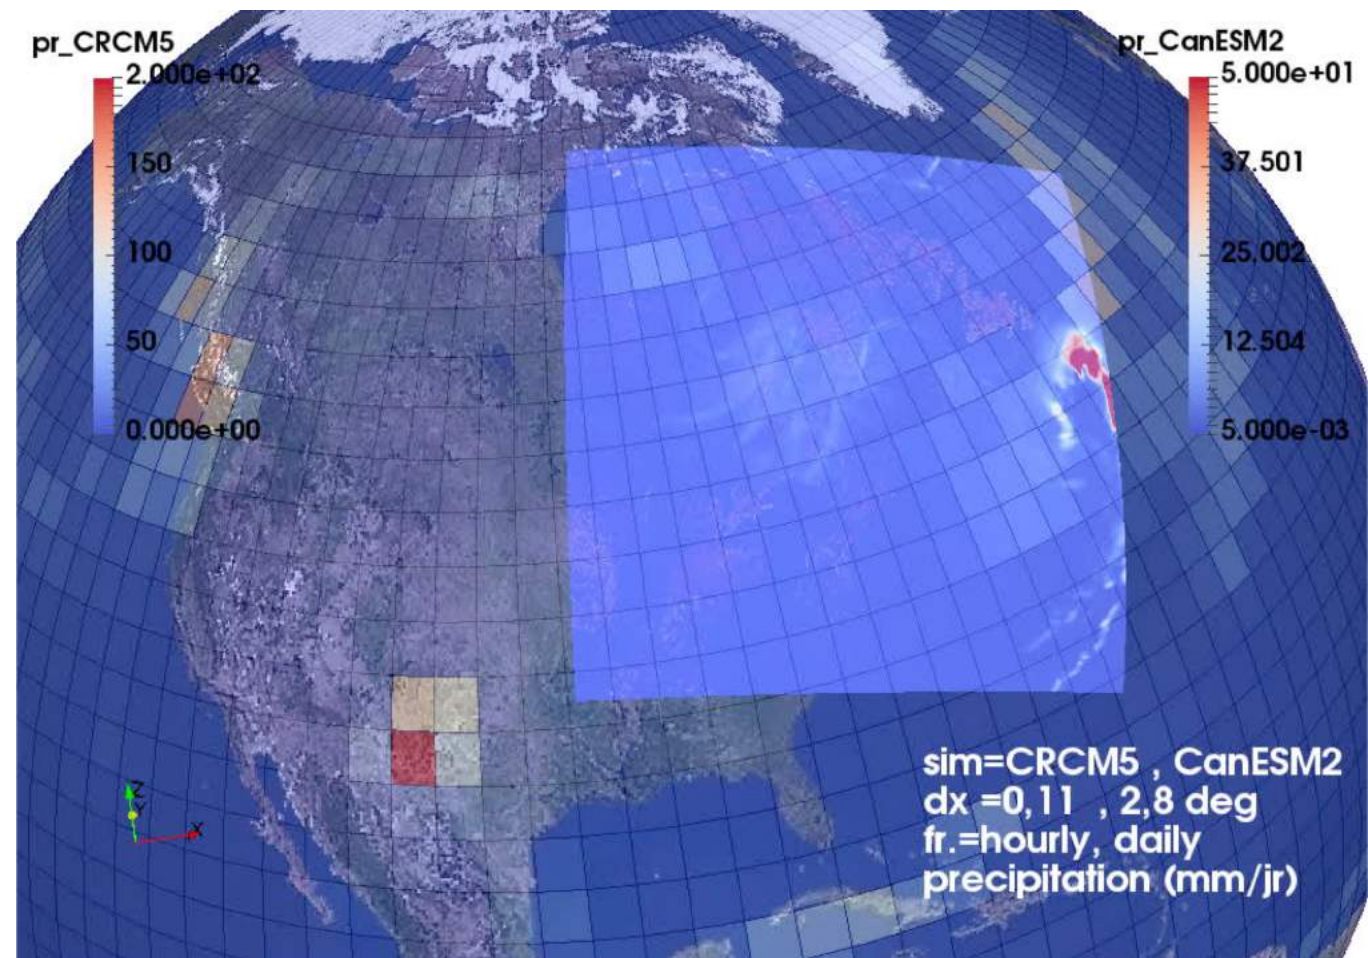 pr_CRCM5
2.000e+02
150
100
50
0.000e+00
pr_CanESM2
5.000e+01
37.501
25.002
12.504
5.000e-03
Z
Y
X
sim=CRCM5 , CanESM2
dx =0,11 , 2,8 deg
fr.=hourly, daily
precipitation (mm/jr)